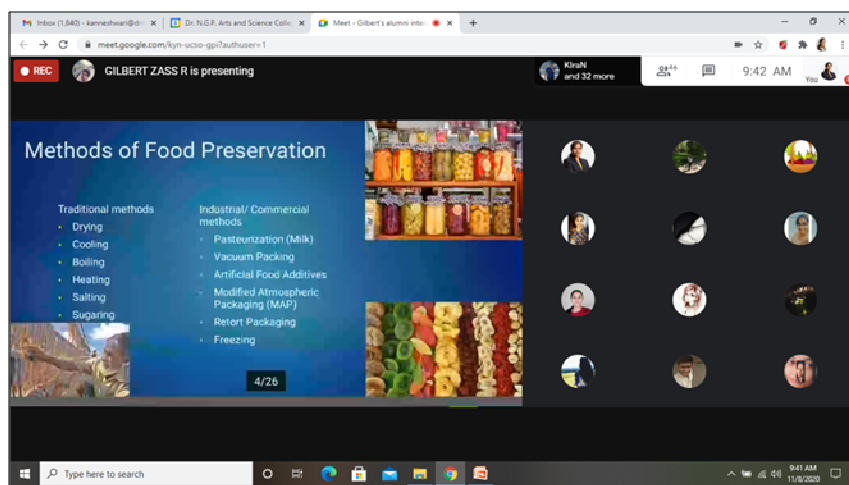 Inbox (1,840) - kanneshwari@dr
Dr. N.G.P. Arts and Science Colle
Meet - Gilbert's alumni inte
meet.google.com/kyn-ucso-gpi?authuser=1
REC
GILBERT ZASS R is presenting
KIraN
and 32 more
9:42 AM
You
Methods of Food Preservation
Traditional methods
Drying
Cooling
Boiling
Heating
Salting
Sugaring
Industrial/ Commercial
methods
Pasteurization (Milk)
Vacuum Packing
Artificial Food Additives
Modified Atmospheric
Packaging (MAP)
Retort Packaging
Freezing
4/26
Type here to search
9:41 AM
11/8/2020